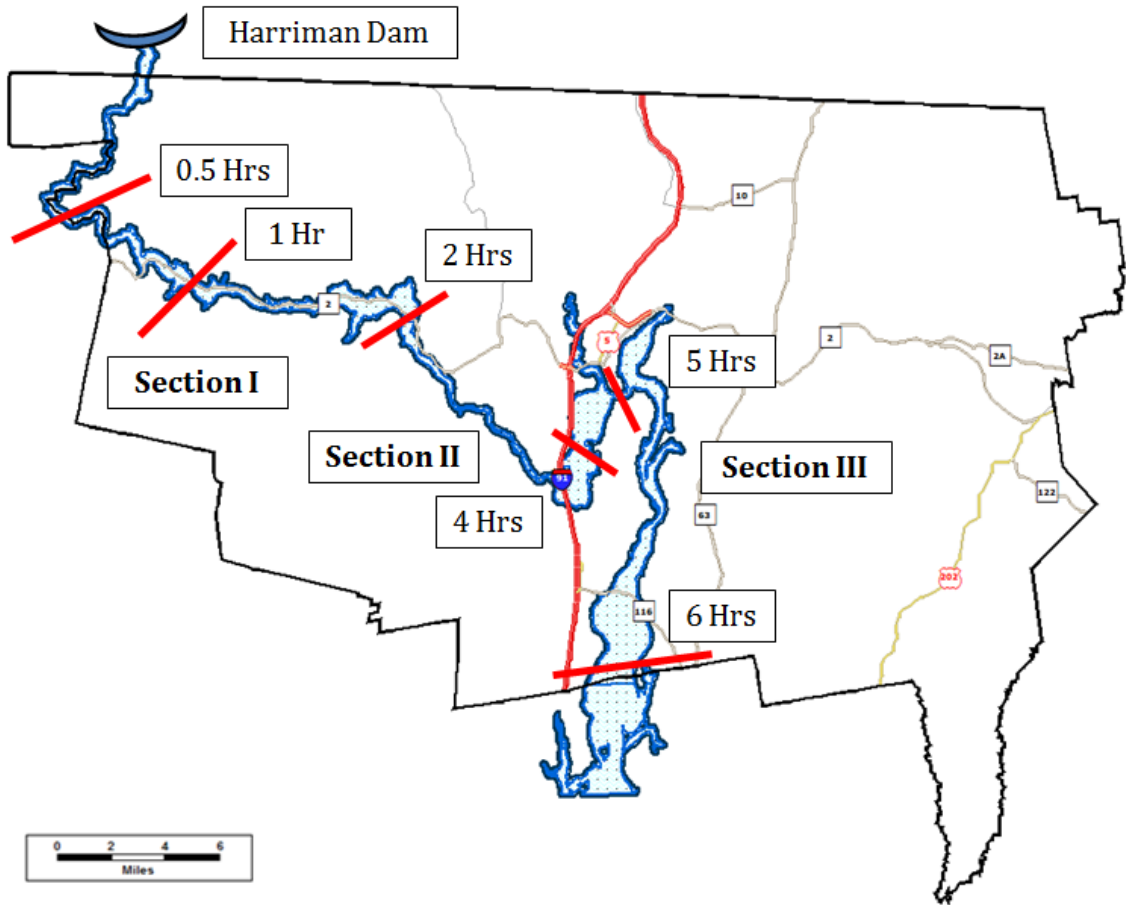 Harriman Dam
0.5 Hrs
10
1 Hr
2 Hrs
2
5
5 Hrs
2
2A
Section I
Section II
Section III
91
122
4 Hrs
63
202
116
6 Hrs
0 2 4 6
Miles